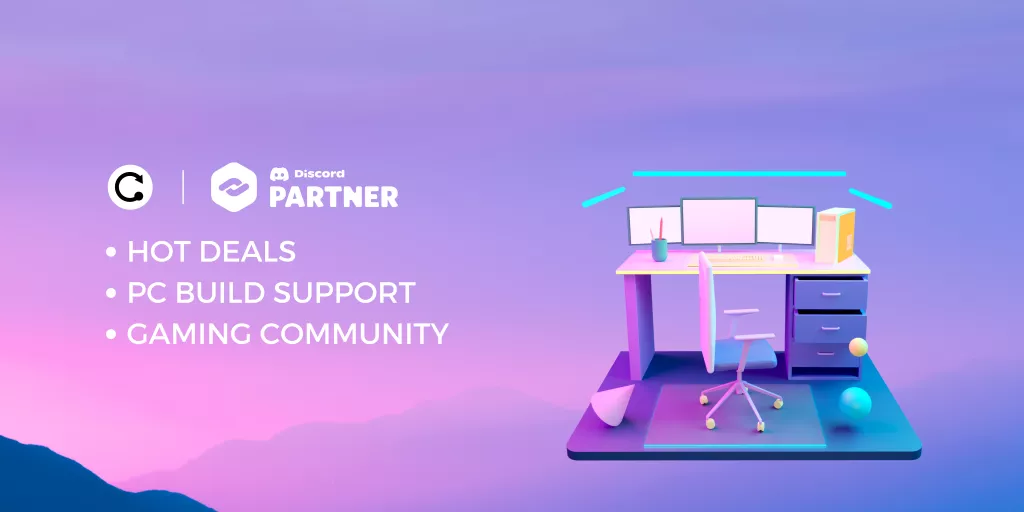 Discord
PARTNER
• HOT DEALS
• PC BUILD SUPPORT
• GAMING COMMUNITY